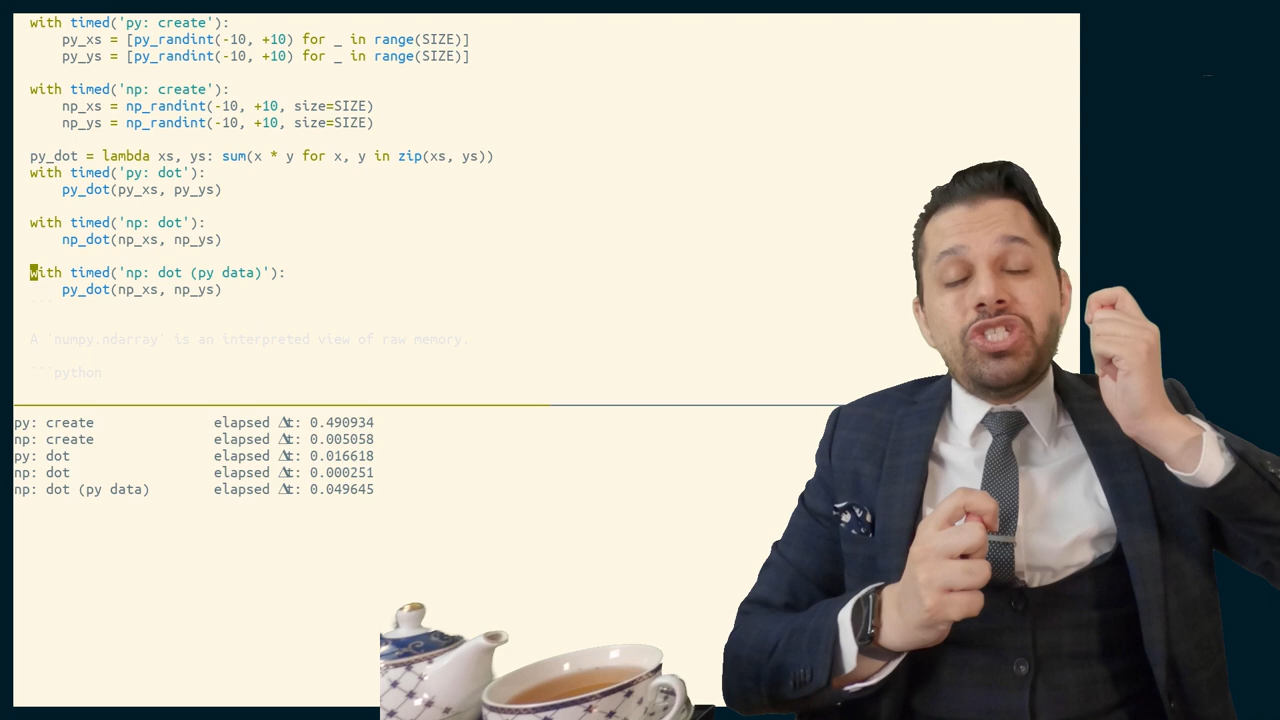 with timed('py: create'):
    py_xs = [py_randint(-10, +10) for _ in range(SIZE)]
    py_ys = [py_randint(-10, +10) for _ in range(SIZE)]
with timed('np: create'):
    np_xs = np_randint(-10, +10, size=SIZE)
    np_ys = np_randint(-10, +10, size=SIZE)
py_dot = lambda xs, ys: sum(x * y for x, y in zip(xs, ys))
with timed('py: dot'):
    py_dot(py_xs, py_ys)
with timed('np: dot'):
    np_dot(np_xs, np_ys)
with timed('np: dot (py data)'):
    py_dot(np_xs, np_ys)
```
A `numpy.ndarray` is an interpreted view of raw memory.
```python
py: create elapsed Δt: 0.490934
np: create elapsed Δt: 0.005058
py: dot elapsed Δt: 0.016618
np: dot elapsed Δt: 0.000251
np: dot (py data) elapsed Δt: 0.049645